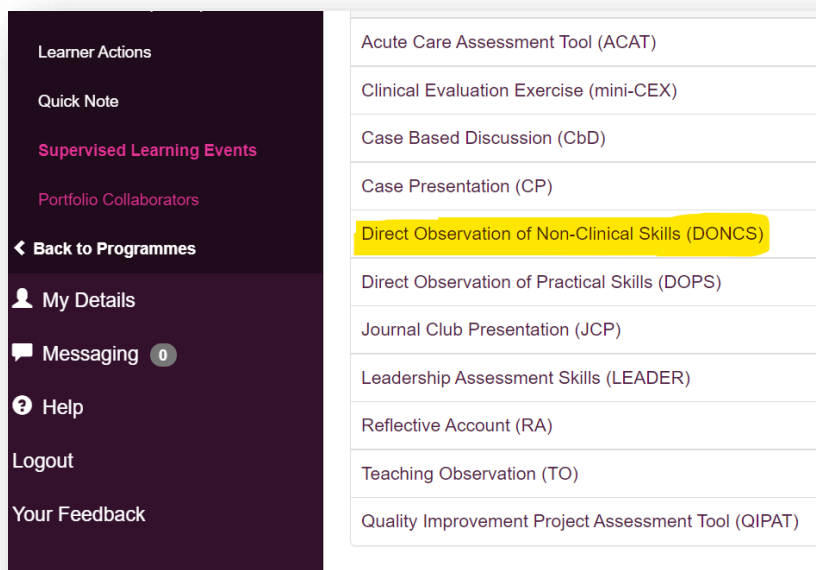 Learner Actions
Quick Note
Supervised Learning Events
Portfolio Collaborators
Back to Programmes
My Details
Messaging 0
Help
Logout
Your Feedback
Acute Care Assessment Tool (ACAT)
Clinical Evaluation Exercise (mini-CEX)
Case Based Discussion (CbD)
Case Presentation (CP)
Direct Observation of Non-Clinical Skills (DONCS)
Direct Observation of Practical Skills (DOPS)
Journal Club Presentation (JCP)
Leadership Assessment Skills (LEADER)
Reflective Account (RA)
Teaching Observation (TO)
Quality Improvement Project Assessment Tool (QIPAT)